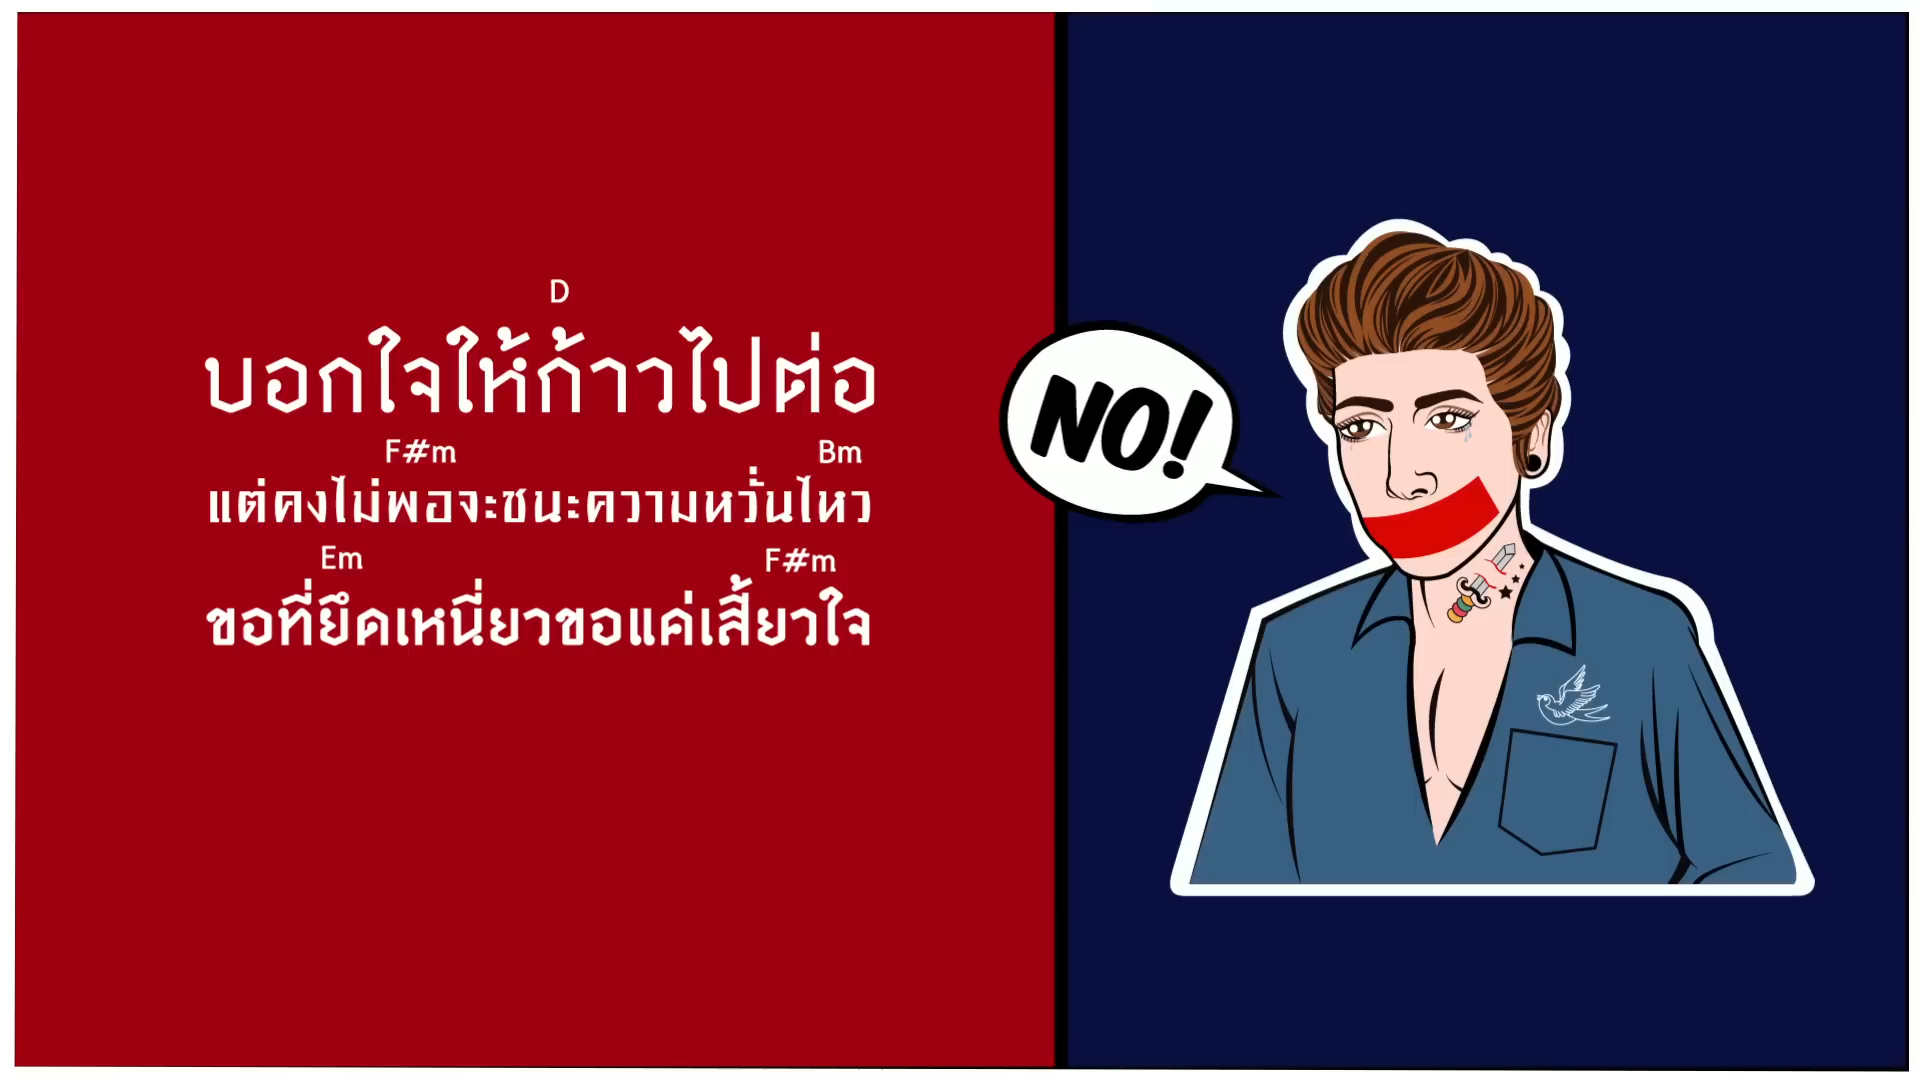 D
บอกใจให้ก้าวไปต่อ
F#m Bm
แต่คงไม่พอจะชนะความหวั่นไหว
Em F#m
ขอที่ยึดเหนี่ยวขอแค่เสี้ยวใจ
NO!